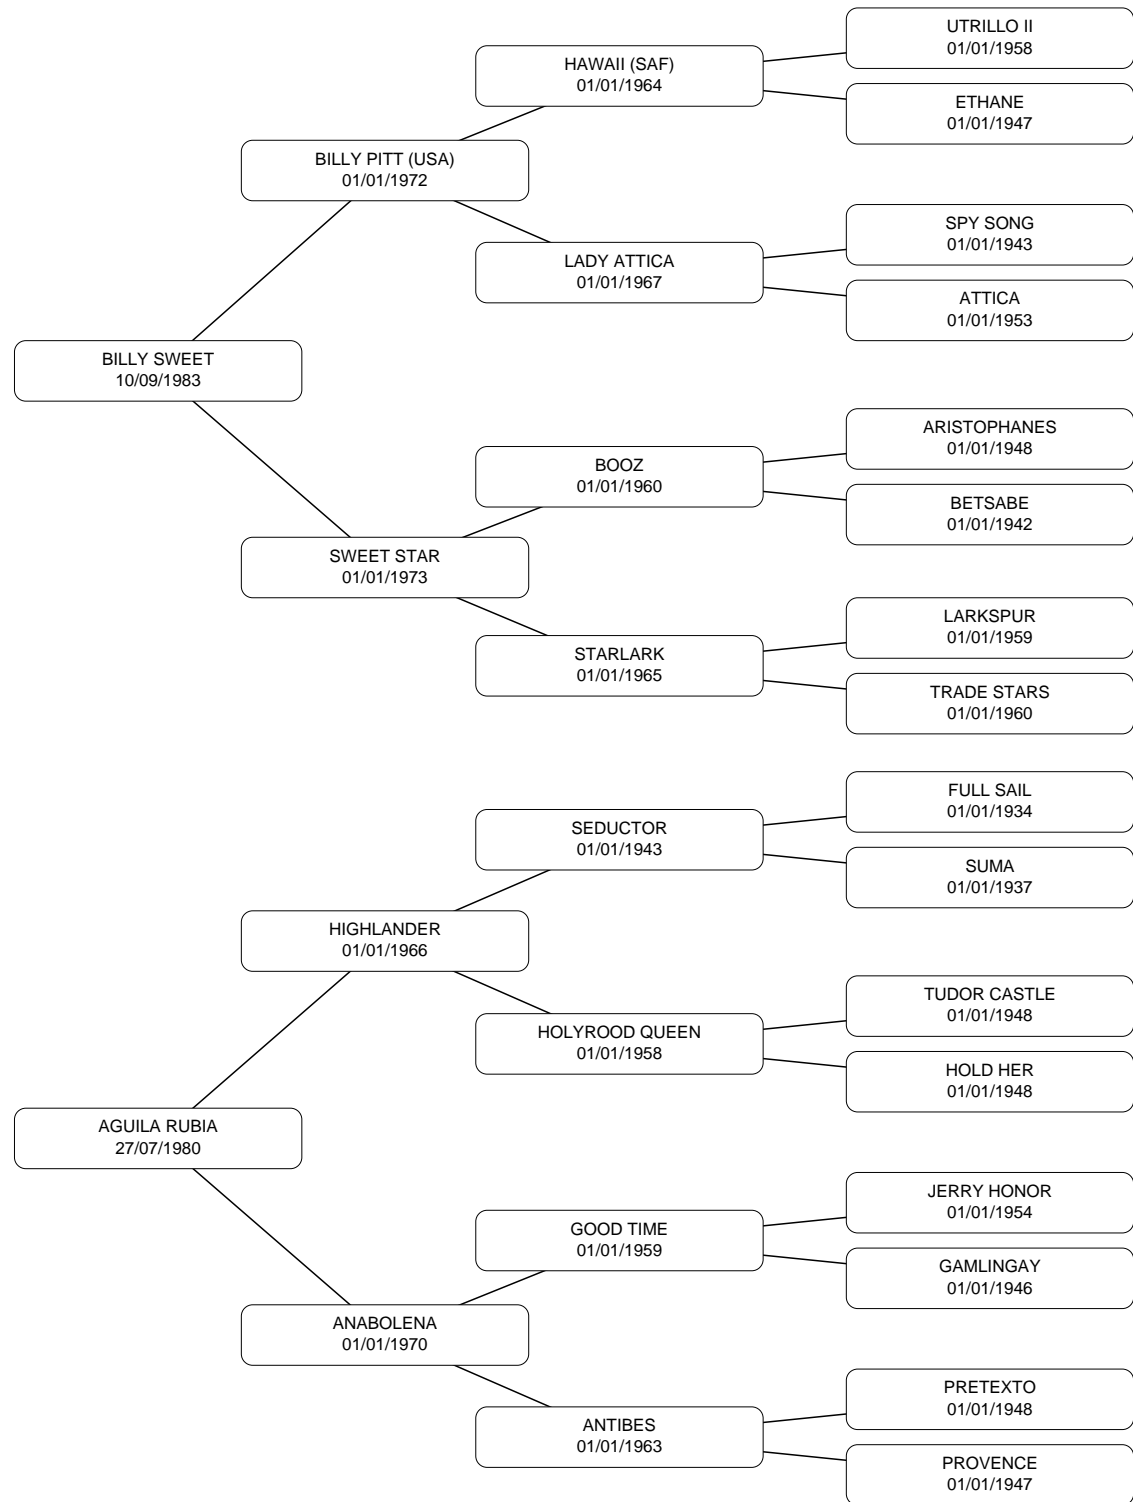 UTRILLO II
01/01/1958
HAWAII (SAF)
01/01/1964
ETHANE
01/01/1947
BILLY PITT (USA)
01/01/1972
SPY SONG
01/01/1943
LADY ATTICA
01/01/1967
ATTICA
01/01/1953
BILLY SWEET
10/09/1983
ARISTOPHANES
01/01/1948
BOOZ
01/01/1960
BETSABE
01/01/1942
SWEET STAR
01/01/1973
LARKSPUR
01/01/1959
STARLARK
01/01/1965
TRADE STARS
01/01/1960
FULL SAIL
01/01/1934
SEDUCTOR
01/01/1943
SUMA
01/01/1937
HIGHLANDER
01/01/1966
TUDOR CASTLE
01/01/1948
HOLYROOD QUEEN
01/01/1958
HOLD HER
01/01/1948
AGUILA RUBIA
27/07/1980
JERRY HONOR
01/01/1954
GOOD TIME
01/01/1959
GAMLINGAY
01/01/1946
ANABOLENA
01/01/1970
PRETEXTO
01/01/1948
ANTIBES
01/01/1963
PROVENCE
01/01/1947